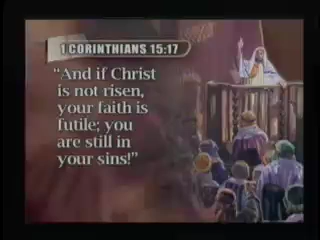 1 CORINTHIANS 15:17
"And if Christ
is not risen,
your faith is
futile; you
are still in
your sins!"